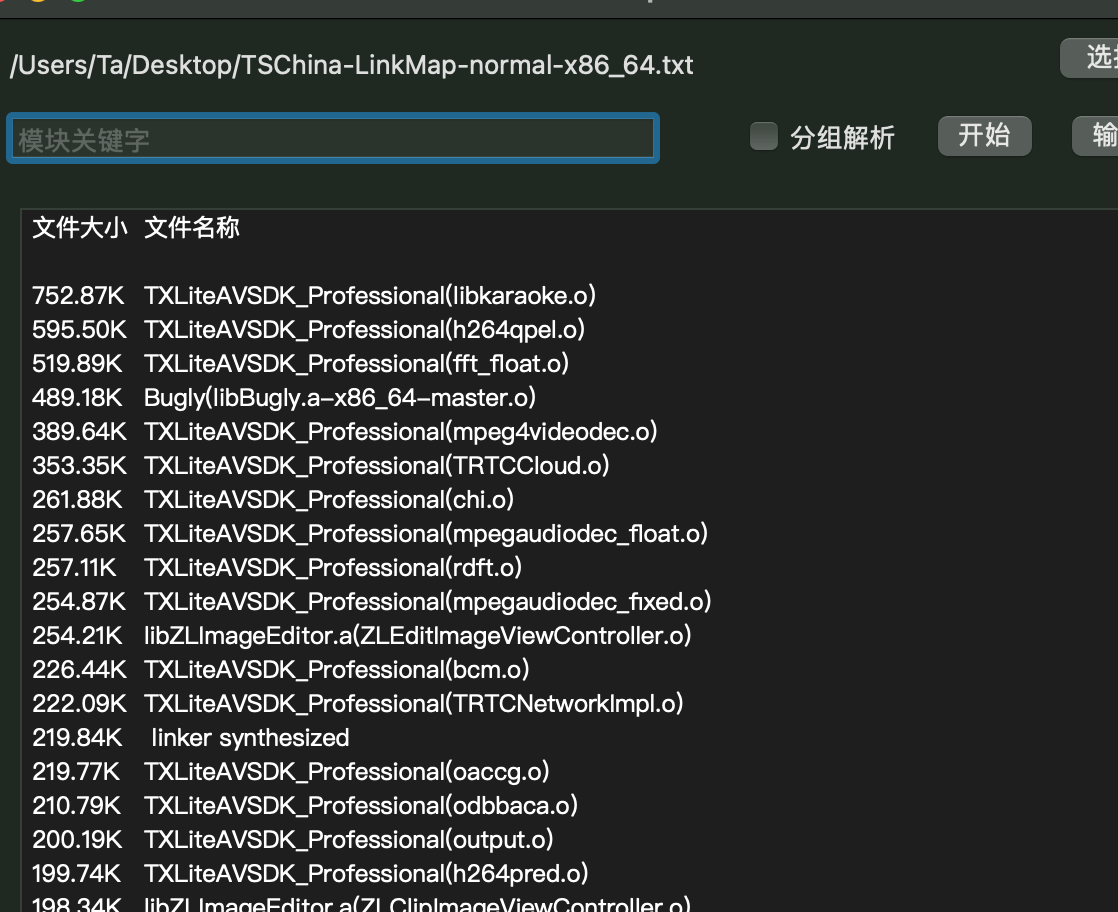 /Users/Ta/Desktop/TSChina-LinkMap-normal-x86_64.txt
模块关键字 分组解析 开始 输
文件大小 文件名称
752.87K TXLiteAVSDK_Professional(libkaraoke.o)
595.50K TXLiteAVSDK_Professional(h264qpel.o)
519.89K TXLiteAVSDK_Professional(fft_float.o)
489.18K Bugly(libBugly.a-x86_64-master.o)
389.64K TXLiteAVSDK_Professional(mpeg4videodec.o)
353.35K TXLiteAVSDK_Professional(TRTCCloud.o)
261.88K TXLiteAVSDK_Professional(chi.o)
257.65K TXLiteAVSDK_Professional(mpegaudiodec_float.o)
257.11K TXLiteAVSDK_Professional(rdft.o)
254.87K TXLiteAVSDK_Professional(mpegaudiodec_fixed.o)
254.21K libZLImageEditor.a(ZLEditImageViewController.o)
226.44K TXLiteAVSDK_Professional(bcm.o)
222.09K TXLiteAVSDK_Professional(TRTCNetworkImpl.o)
219.84K linker synthesized
219.77K TXLiteAVSDK_Professional(oaccg.o)
210.79K TXLiteAVSDK_Professional(odbbaca.o)
200.19K TXLiteAVSDK_Professional(output.o)
199.74K TXLiteAVSDK_Professional(h264pred.o)
198.34K libZLImageEditor.a(ZLClipImageViewController.o)